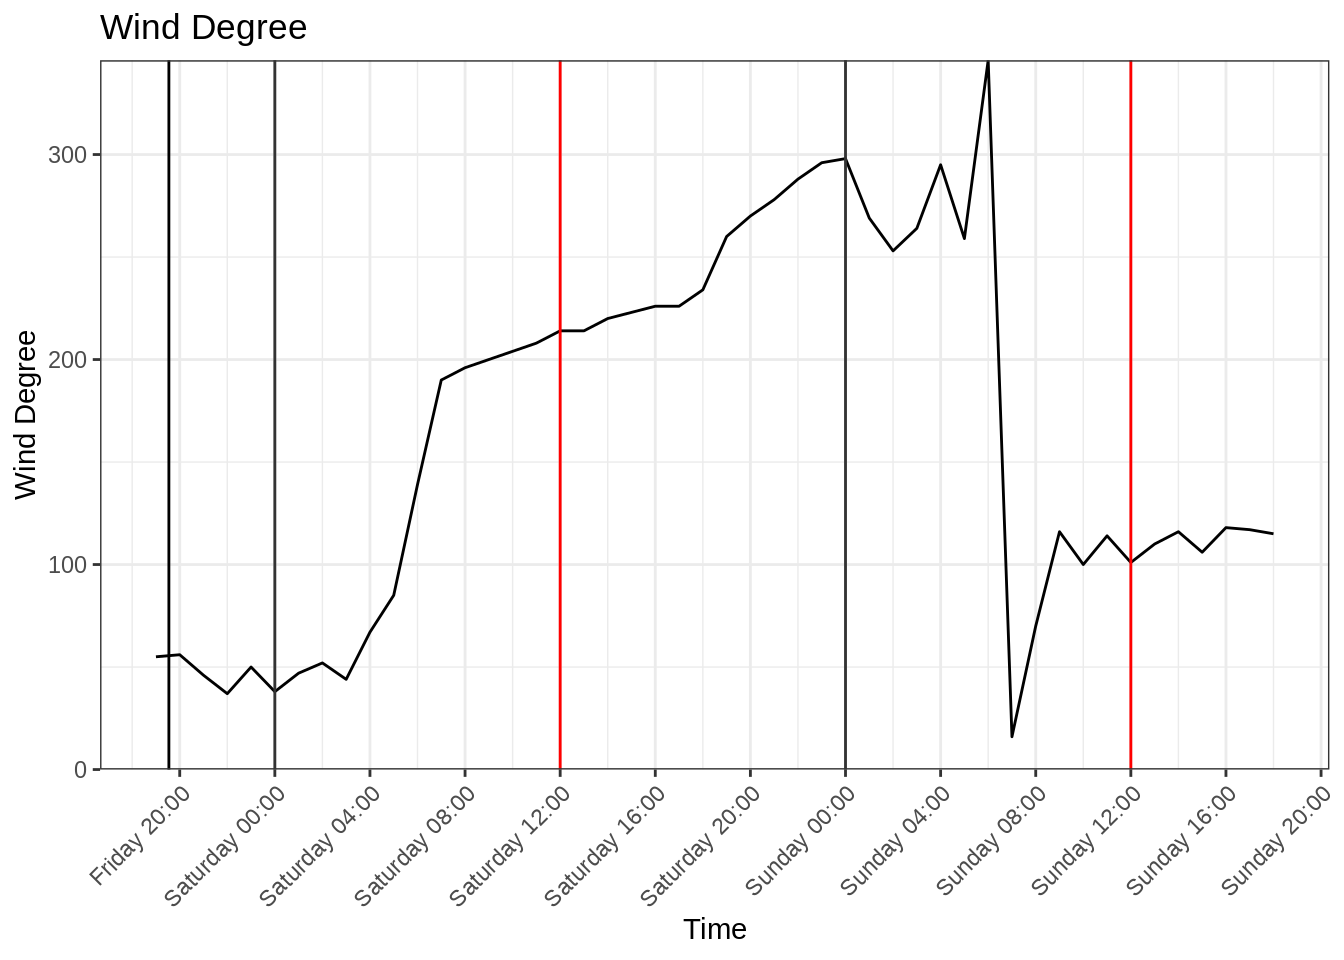 Wind Degree
Wind Degree
300
200
100
0
Friday 20:00
Saturday 00:00
Saturday 04:00
Saturday 08:00
Saturday 12:00
Saturday 16:00
Saturday 20:00
Sunday 00:00
Sunday 04:00
Sunday 08:00
Sunday 12:00
Sunday 16:00
Sunday 20:00
Time